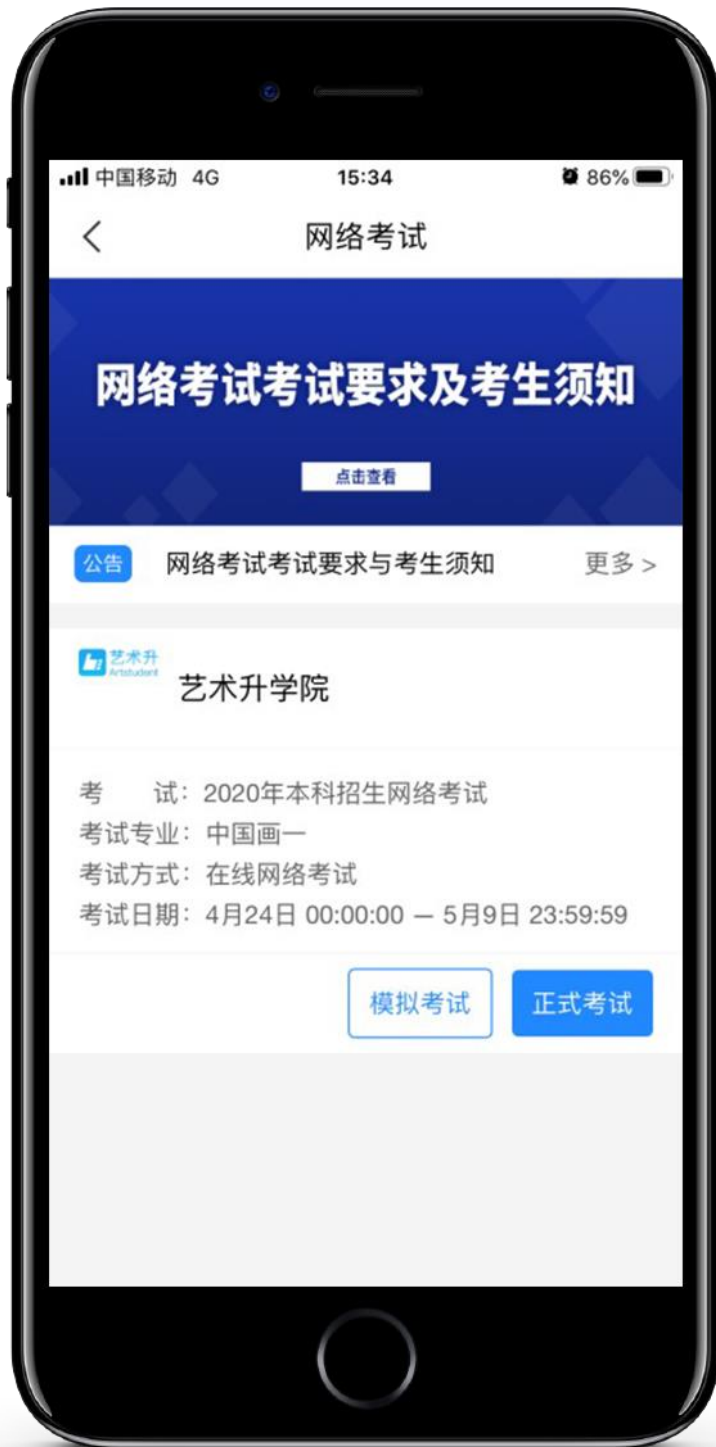 中国移动 4G 15:34 86%
网络考试
网络考试考试要求及考生须知
点击查看
公告 网络考试考试要求与考生须知 更多 >
艺术升
Artstudent
艺术升学院
考 试：2020年本科招生网络考试
考试专业：中国画一
考试方式：在线网络考试
考试日期：4月24日 00:00:00 — 5月9日 23:59:59
模拟考试 正式考试